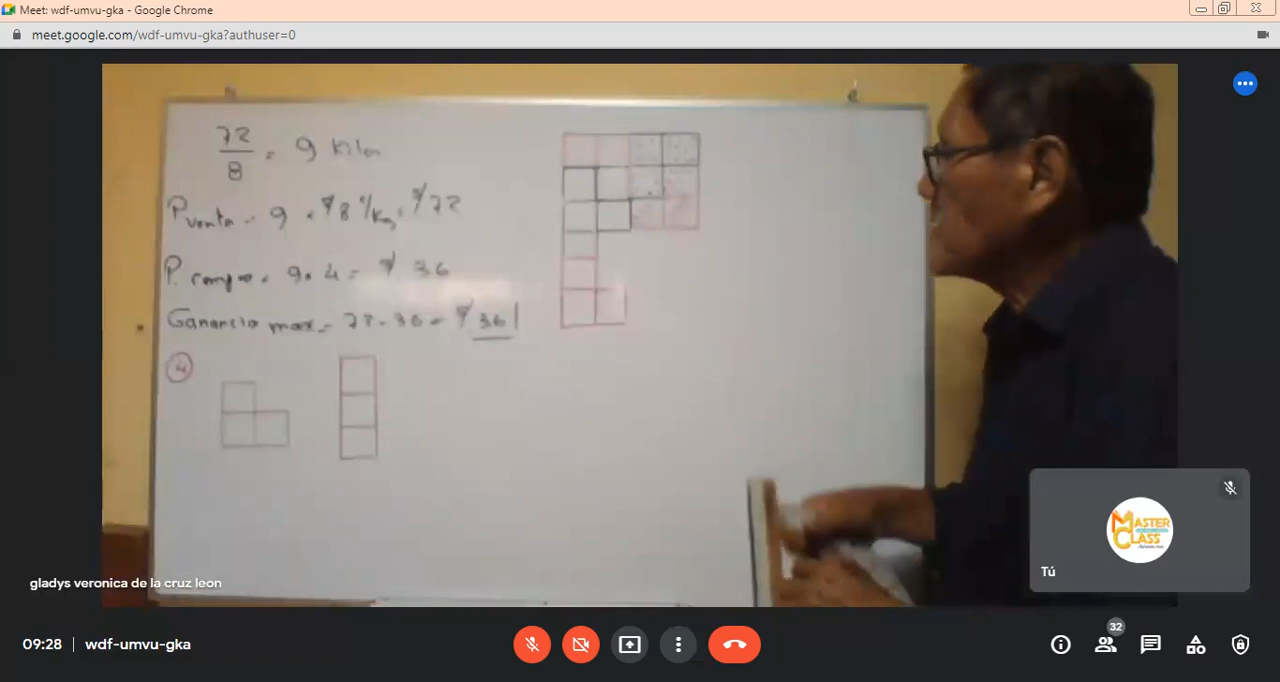 Meet: wdf-umvu-gka - Google Chrome
meet.google.com/wdf-umvu-gka?authuser=0
72
8
= 9 Kilos
P venta = 9 × $8 /kg = $72
P. compra = 9 × 4 = $ 36
Ganancia max = 72 - 36 = $ 36
4
MASTER
CLASS
Tú
gladys veronica de la cruz leon
09:28 | wdf-umvu-gka
32